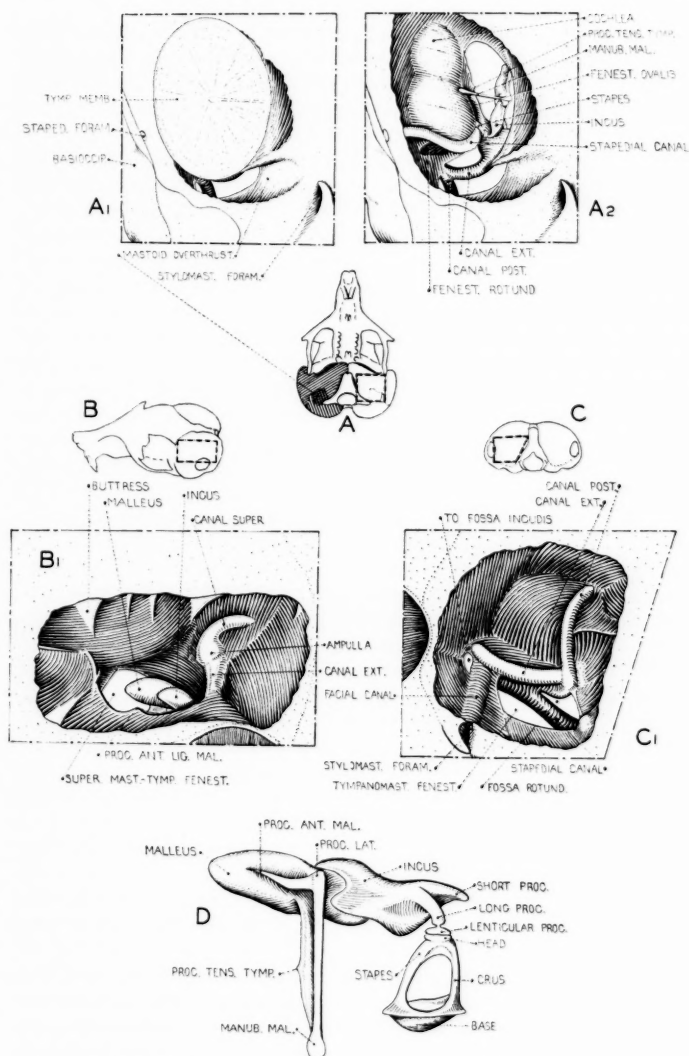 COCHLEA
PROC. TENS. TYMP.
MANUB. MAL.
FENEST. OVALIS
STAPES
INCUS
STAPEDIAL CANAL
TYMP. MEMB.
STAPED. FORAM.
BASIOCCIP.
A1
A2
MASTOID OVERTHRUST
STYLOMAST. FORAM.
CANAL EXT.
CANAL POST.
FENEST. ROTUND
A
B
C
BUTTRESS
MALLEUS
INCUS
CANAL SUPER
CANAL POST.
CANAL EXT.
TO FOSSA INCUDIS
B1
AMPULLA
CANAL EXT.
FACIAL CANAL
C1
PROC. ANT. LIG. MAL.
SUPER MAST.-TYMP. FENEST.
STYLOMAST. FORAM.
STAPEDIAL CANAL
TYMPANOMAST. FENEST.
FOSSA ROTUND.
PROC. ANT. MAL.
PROC. LAT.
MALLEUS
INCUS
SHORT PROC.
D
LONG PROC.
LENTICULAR PROC.
HEAD
PROC. TENS. TYMP.
STAPES
CRUS
MANUB. MAL.
BASE